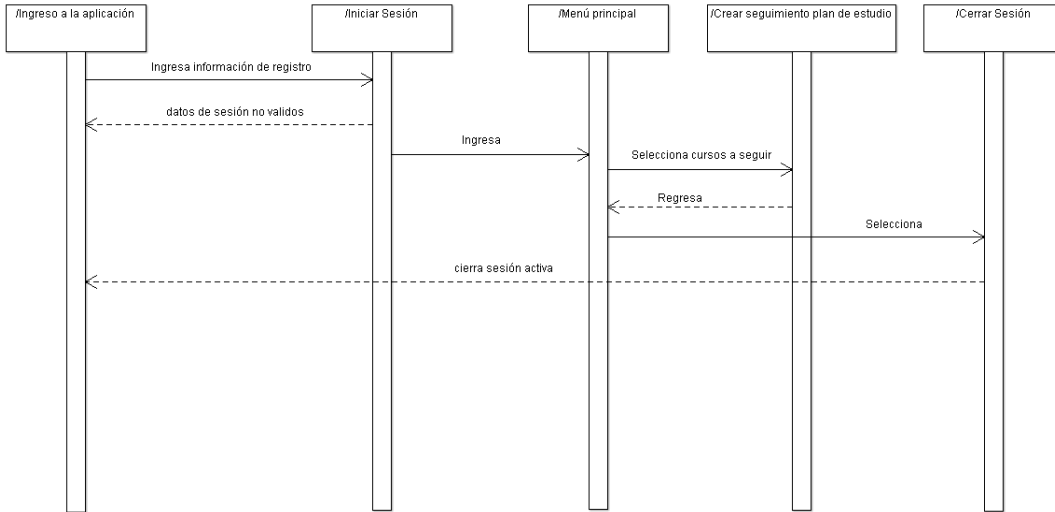 /Ingreso a la aplicación
/Iniciar Sesión
/Menú principal
/Crear seguimiento plan de estudio
/Cerrar Sesión
Ingresa información de registro
datos de sesión no validos
Ingresa
Selecciona cursos a seguir
Regresa
Selecciona
cierra sesión activa